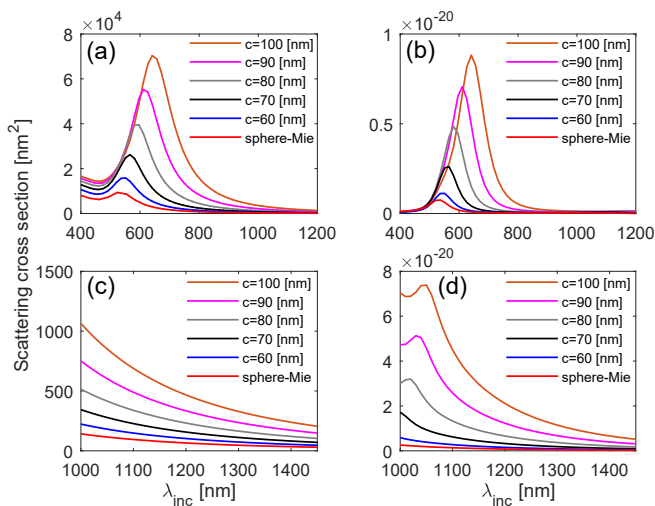 × 10⁴
8
6
4
2
0
(a)
c=100 [nm]
c=90 [nm]
c=80 [nm]
c=70 [nm]
c=60 [nm]
sphere-Mie
400 600 800 1000 1200
× 10⁻²⁰
1
0.5
0
(b)
c=100 [nm]
c=90 [nm]
c=80 [nm]
c=70 [nm]
c=60 [nm]
sphere-Mie
400 600 800 1000 1200
Scattering cross section [nm²]
1500
1000
500
0
(c)
c=100 [nm]
c=90 [nm]
c=80 [nm]
c=70 [nm]
c=60 [nm]
sphere-Mie
1000 1100 1200 1300 1400
λinc [nm]
× 10⁻²⁰
8
6
4
2
0
(d)
c=100 [nm]
c=90 [nm]
c=80 [nm]
c=70 [nm]
c=60 [nm]
sphere-Mie
1000 1100 1200 1300 1400
λinc [nm]